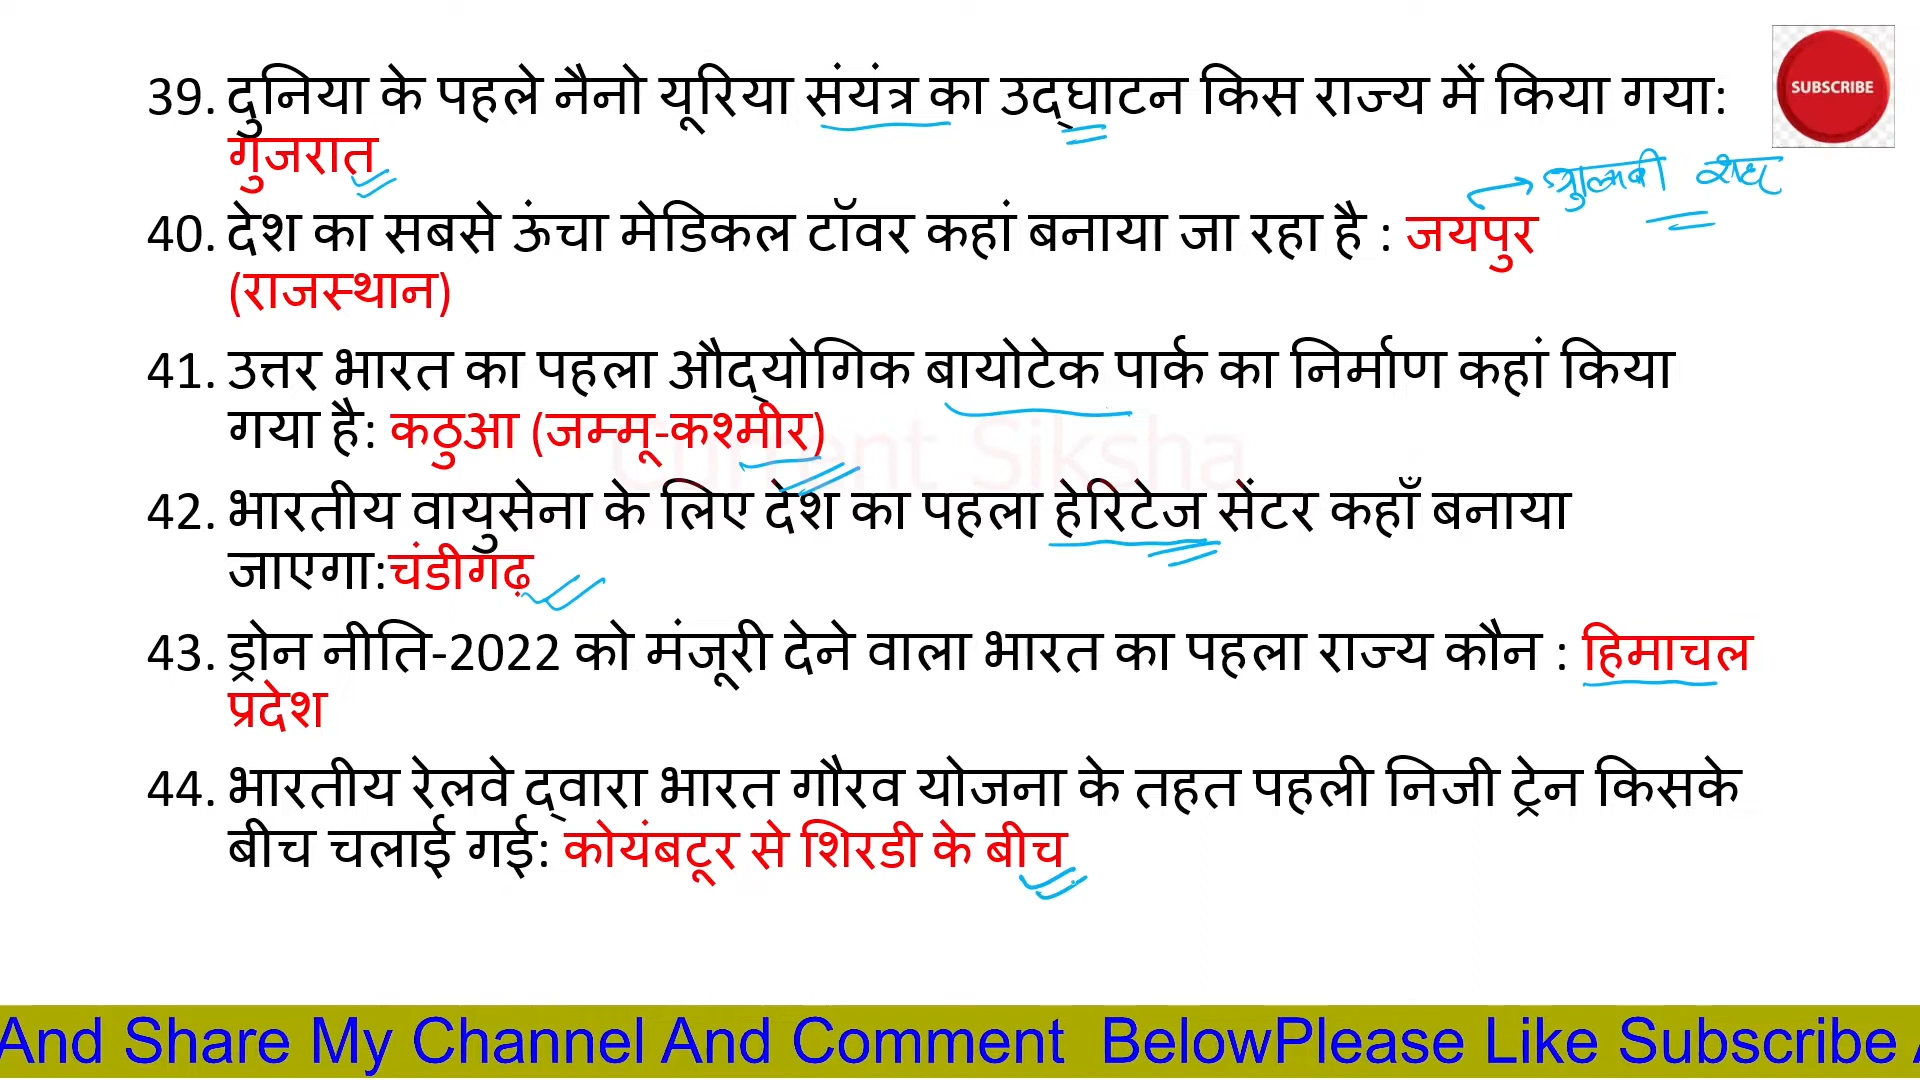 39. दुनिया के पहले नैनो यूरिया संयंत्र का उद्घाटन किस राज्य में किया गया:
SUBSCRIBE
गुजरात
40. देश का सबसे ऊंचा मेडिकल टॉवर कहां बनाया जा रहा है : जयपुर
(राजस्थान)
41. उत्तर भारत का पहला औद्योगिक बायोटेक पार्क का निर्माण कहां किया
गया है: कठुआ (जम्मू-कश्मीर)
Current Siksha
42. भारतीय वायुसेना के लिए देश का पहला हेरिटेज सेंटर कहाँ बनाया
जाएगा:चंडीगढ़
43. ड्रोन नीति-2022 को मंजूरी देने वाला भारत का पहला राज्य कौन : हिमाचल
प्रदेश
44. भारतीय रेलवे द्वारा भारत गौरव योजना के तहत पहली निजी ट्रेन किसके
बीच चलाई गई: कोयंबटूर से शिरडी के बीच
And Share My Channel And Comment BelowPlease Like Subscribe